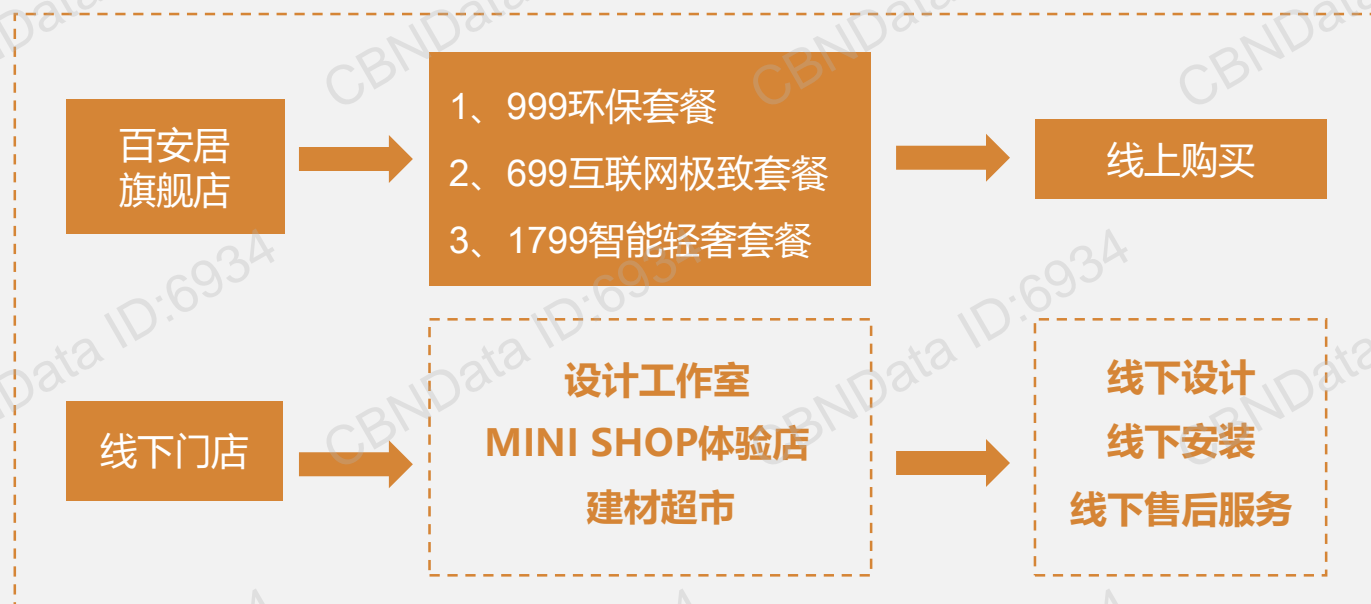 百安居
旗舰店
1、999环保套餐
2、699互联网极致套餐
3、1799智能轻奢套餐
线上购买
线下门店
设计工作室
MINI SHOP体验店
建材超市
线下设计
线下安装
线下售后服务
CBNData ID:6934